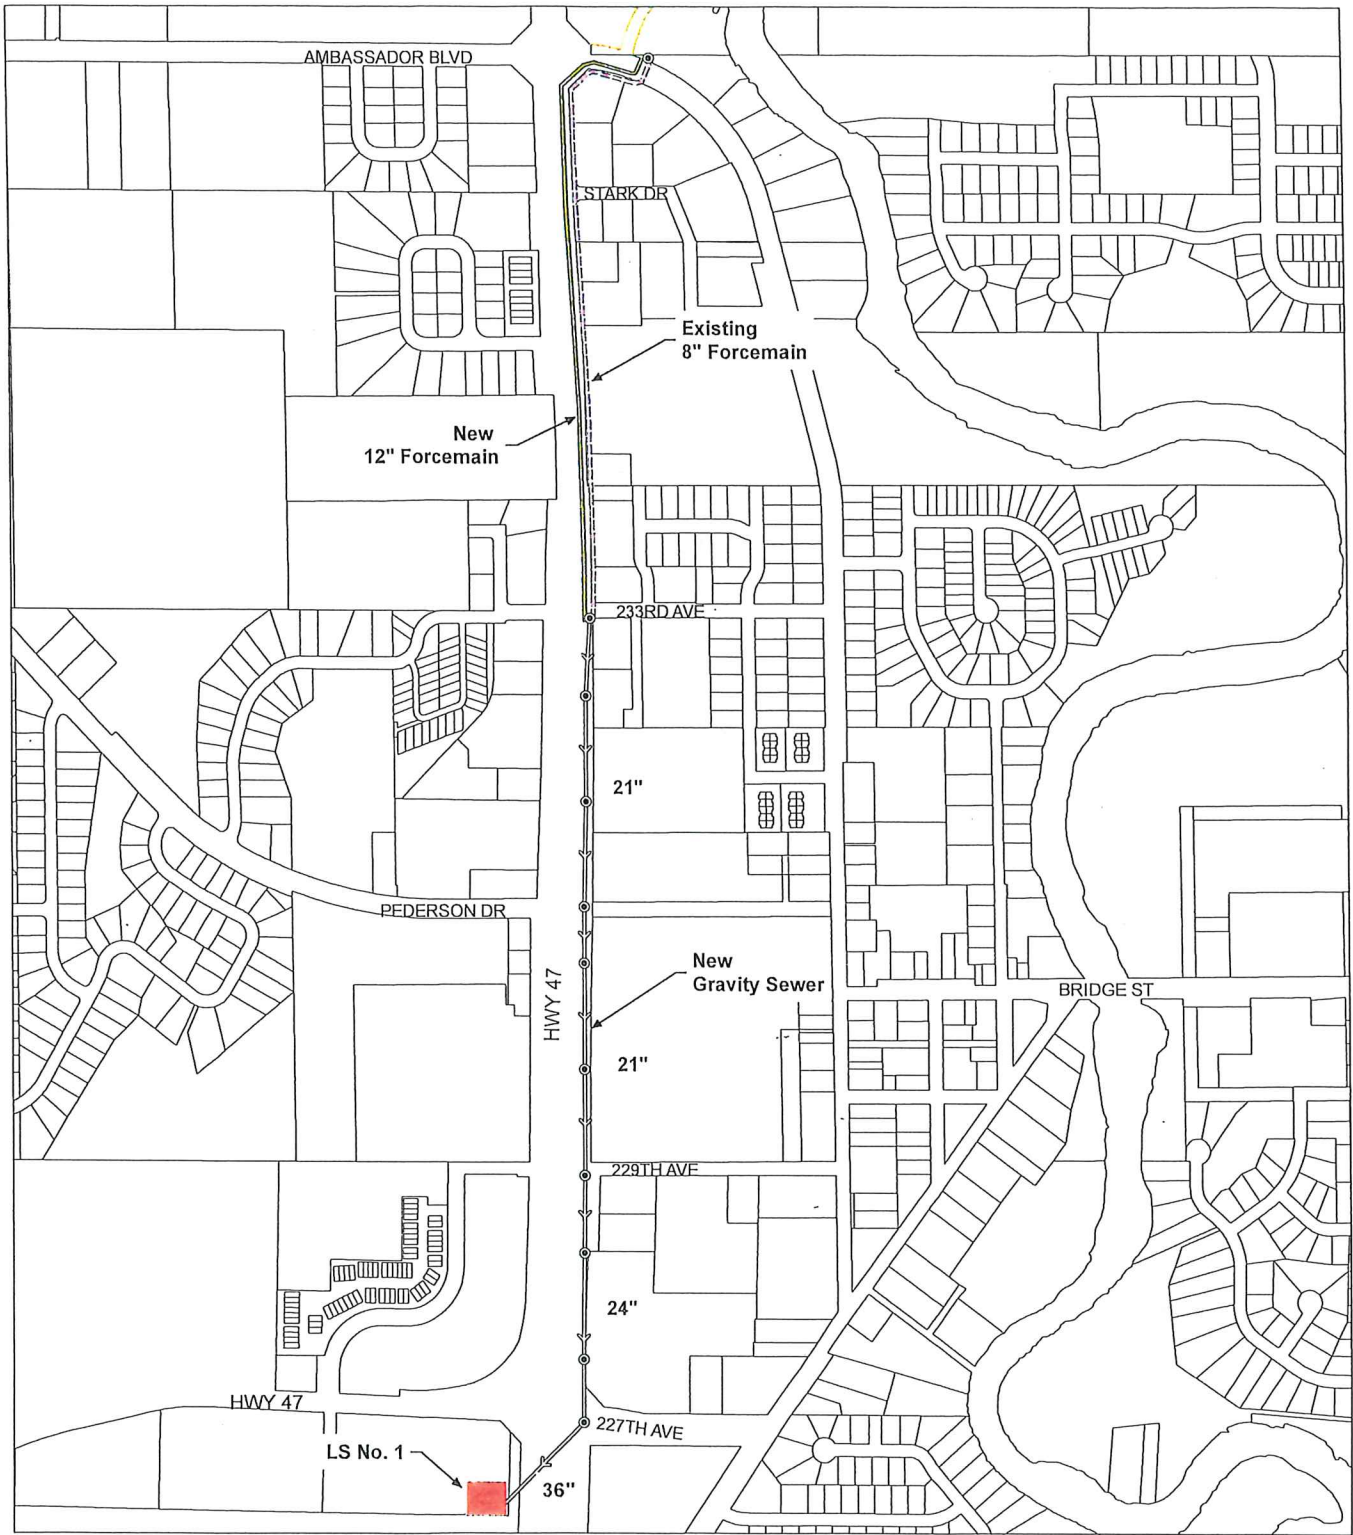 AMBASSADOR BLVD
STARK DR
Existing
8" Forcemain
New
12" Forcemain
233RD AVE
21"
PEDERSON DR
New
Gravity Sewer
HWY 47
BRIDGE ST
21"
229TH AVE
24"
HWY 47
227TH AVE
LS No. 1
36"